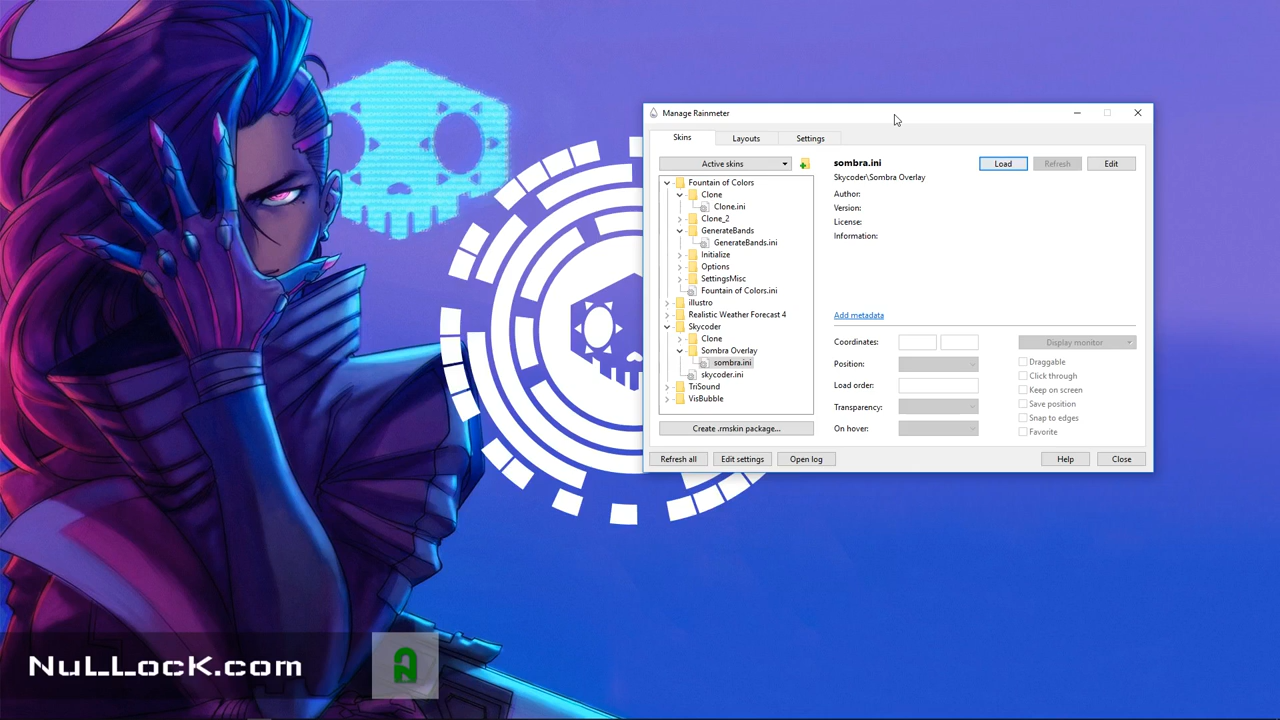 Manage Rainmeter
Skins
Layouts
Settings
Active skins
Fountain of Colors
Clone
Clone.ini
Clone_2
GenerateBands
GenerateBands.ini
Initialize
Options
SettingsMisc
Fountain of Colors.ini
illustro
Realistic Weather Forecast 4
Skycoder
Clone
Sombra Overlay
sombra.ini
skycoder.ini
TriSound
VisBubble
Create .rmskin package...
sombra.ini
Load
Refresh
Edit
Skycoder\Sombra Overlay
Author:
Version:
License:
Information:
Add metadata
Coordinates:
Display monitor
Position:
Load order:
Transparency:
On hover:
Draggable
Click through
Keep on screen
Save position
Snap to edges
Favorite
Refresh all
Edit settings
Open log
Help
Close
NuLLocK.com